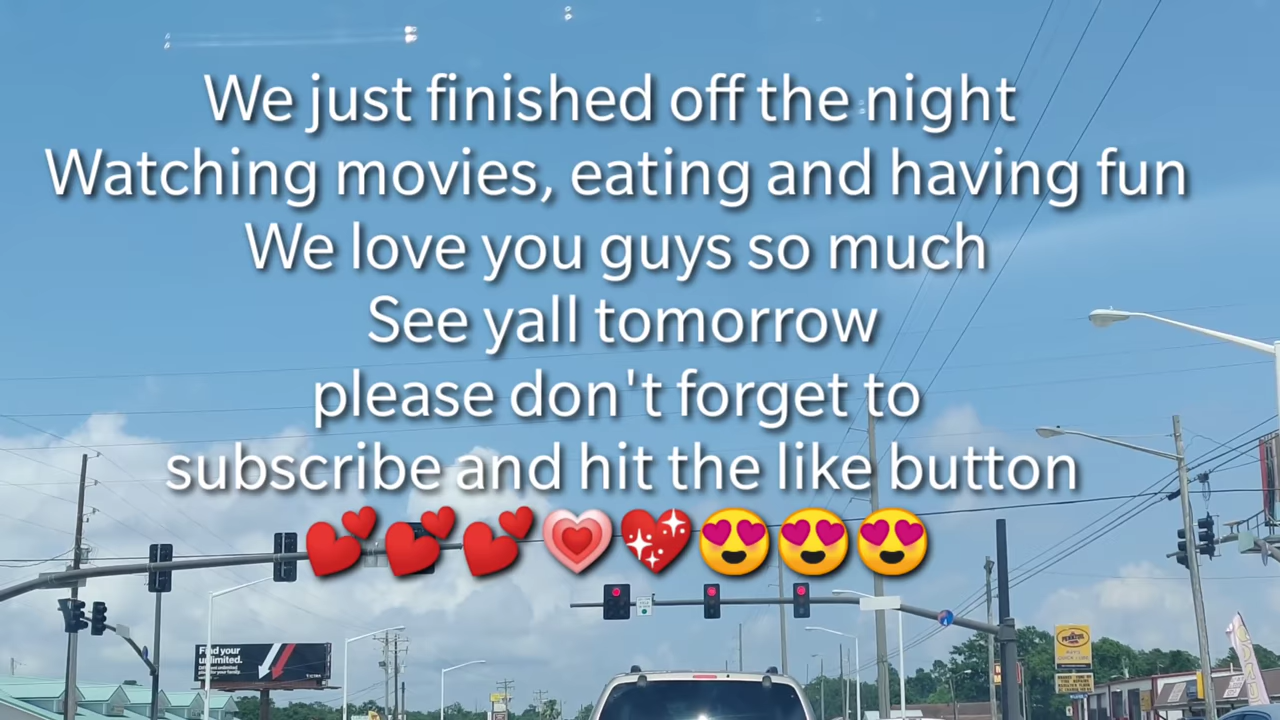 We just finished off the night
Watching movies, eating and having fun
We love you guys so much
See yall tomorrow
please don't forget to
subscribe and hit the like button
💕💕💕💗💖😍😍😍
Find your
unlimited.
PENNZOIL